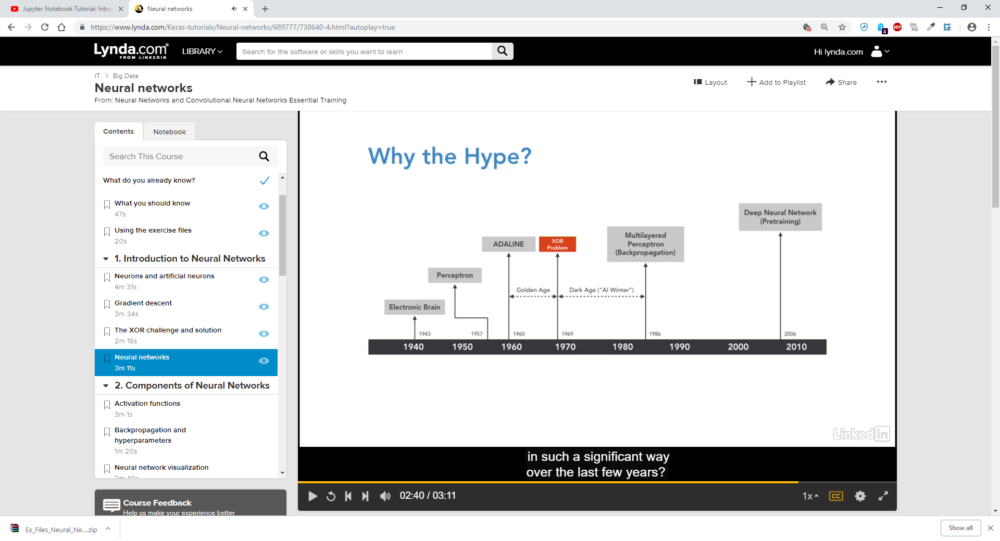 Jupyter Notebook Tutorial: Introd
Neural networks
https://www.lynda.com/Keras-tutorials/Neural-networks/689777/738640-4.html?autoplay=true
4
ABP
Git
Zip
Lynda.com
FROM LINKEDIN
LIBRARY
Search for the software or skills you want to learn
Hi lynda.com
IT > Big Data
Neural networks
From: Neural Networks and Convolutional Neural Networks Essential Training
Layout
Add to Playlist
Share
Contents
Notebook
Search This Course
What do you already know?
What you should know
47s
Using the exercise files
20s
1. Introduction to Neural Networks
Neurons and artificial neurons
4m 31s
Gradient descent
3m 34s
The XOR challenge and solution
2m 18s
Neural networks
3m 11s
2. Components of Neural Networks
Activation functions
3m 1s
Backpropagation and
hyperparameters
1m 20s
Neural network visualization
Course Feedback
Help us make your experience better
Why the Hype?
Deep Neural Network
(Pretraining)
Multilayered
Perceptron
(Backpropagation)
ADALINE
XOR
Problem
Perceptron
Golden Age
Dark Age ("AI Winter")
Electronic Brain
1943
1957
1960
1969
1986
2006
1940 1950 1960 1970 1980 1990 2000 2010
Linked in
in such a significant way
over the last few years?
02:40 / 03:11
1x
CC
Ex_Files_Neural_Ne....zip
Show all